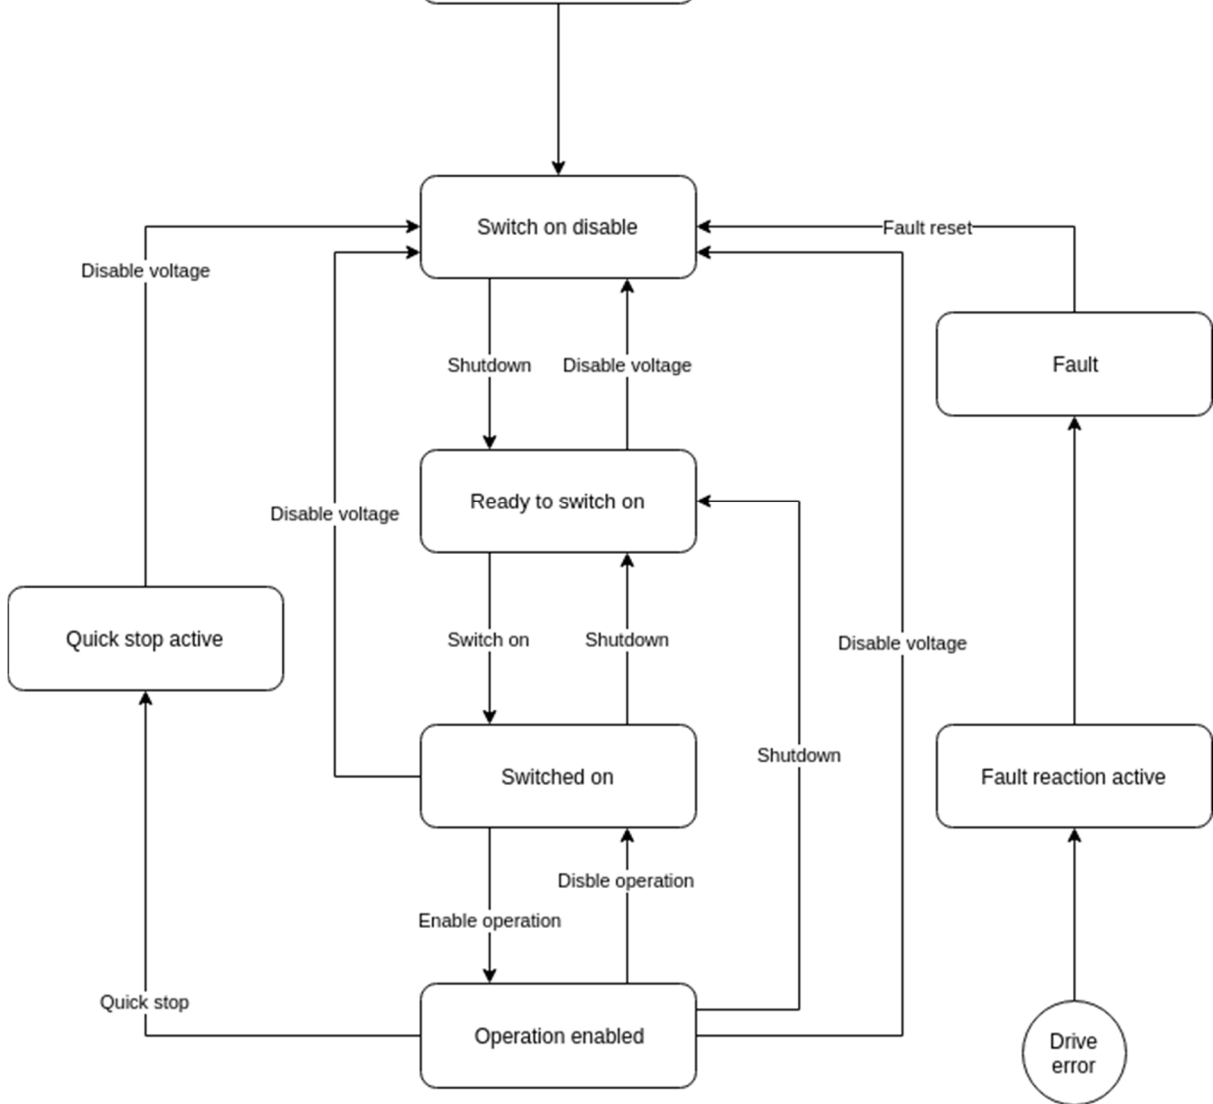 Switch on disable
Fault reset
Disable voltage
Shutdown
Disable voltage
Fault
Ready to switch on
Disable voltage
Quick stop active
Switch on
Shutdown
Disable voltage
Shutdown
Switched on
Fault reaction active
Disble operation
Enable operation
Quick stop
Operation enabled
Drive
error